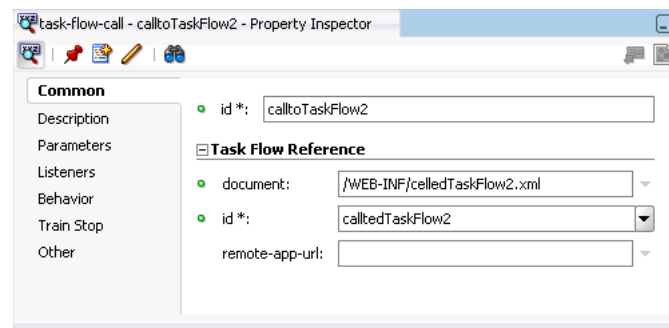 task-flow-call - calltoTaskFlow2 - Property Inspector
Common
Description
Parameters
Listeners
Behavior
Train Stop
Other
id *: calltoTaskFlow2
Task Flow Reference
document: /WEB-INF/celledTaskFlow2.xml
id *: calltedTaskFlow2
remote-app-url: